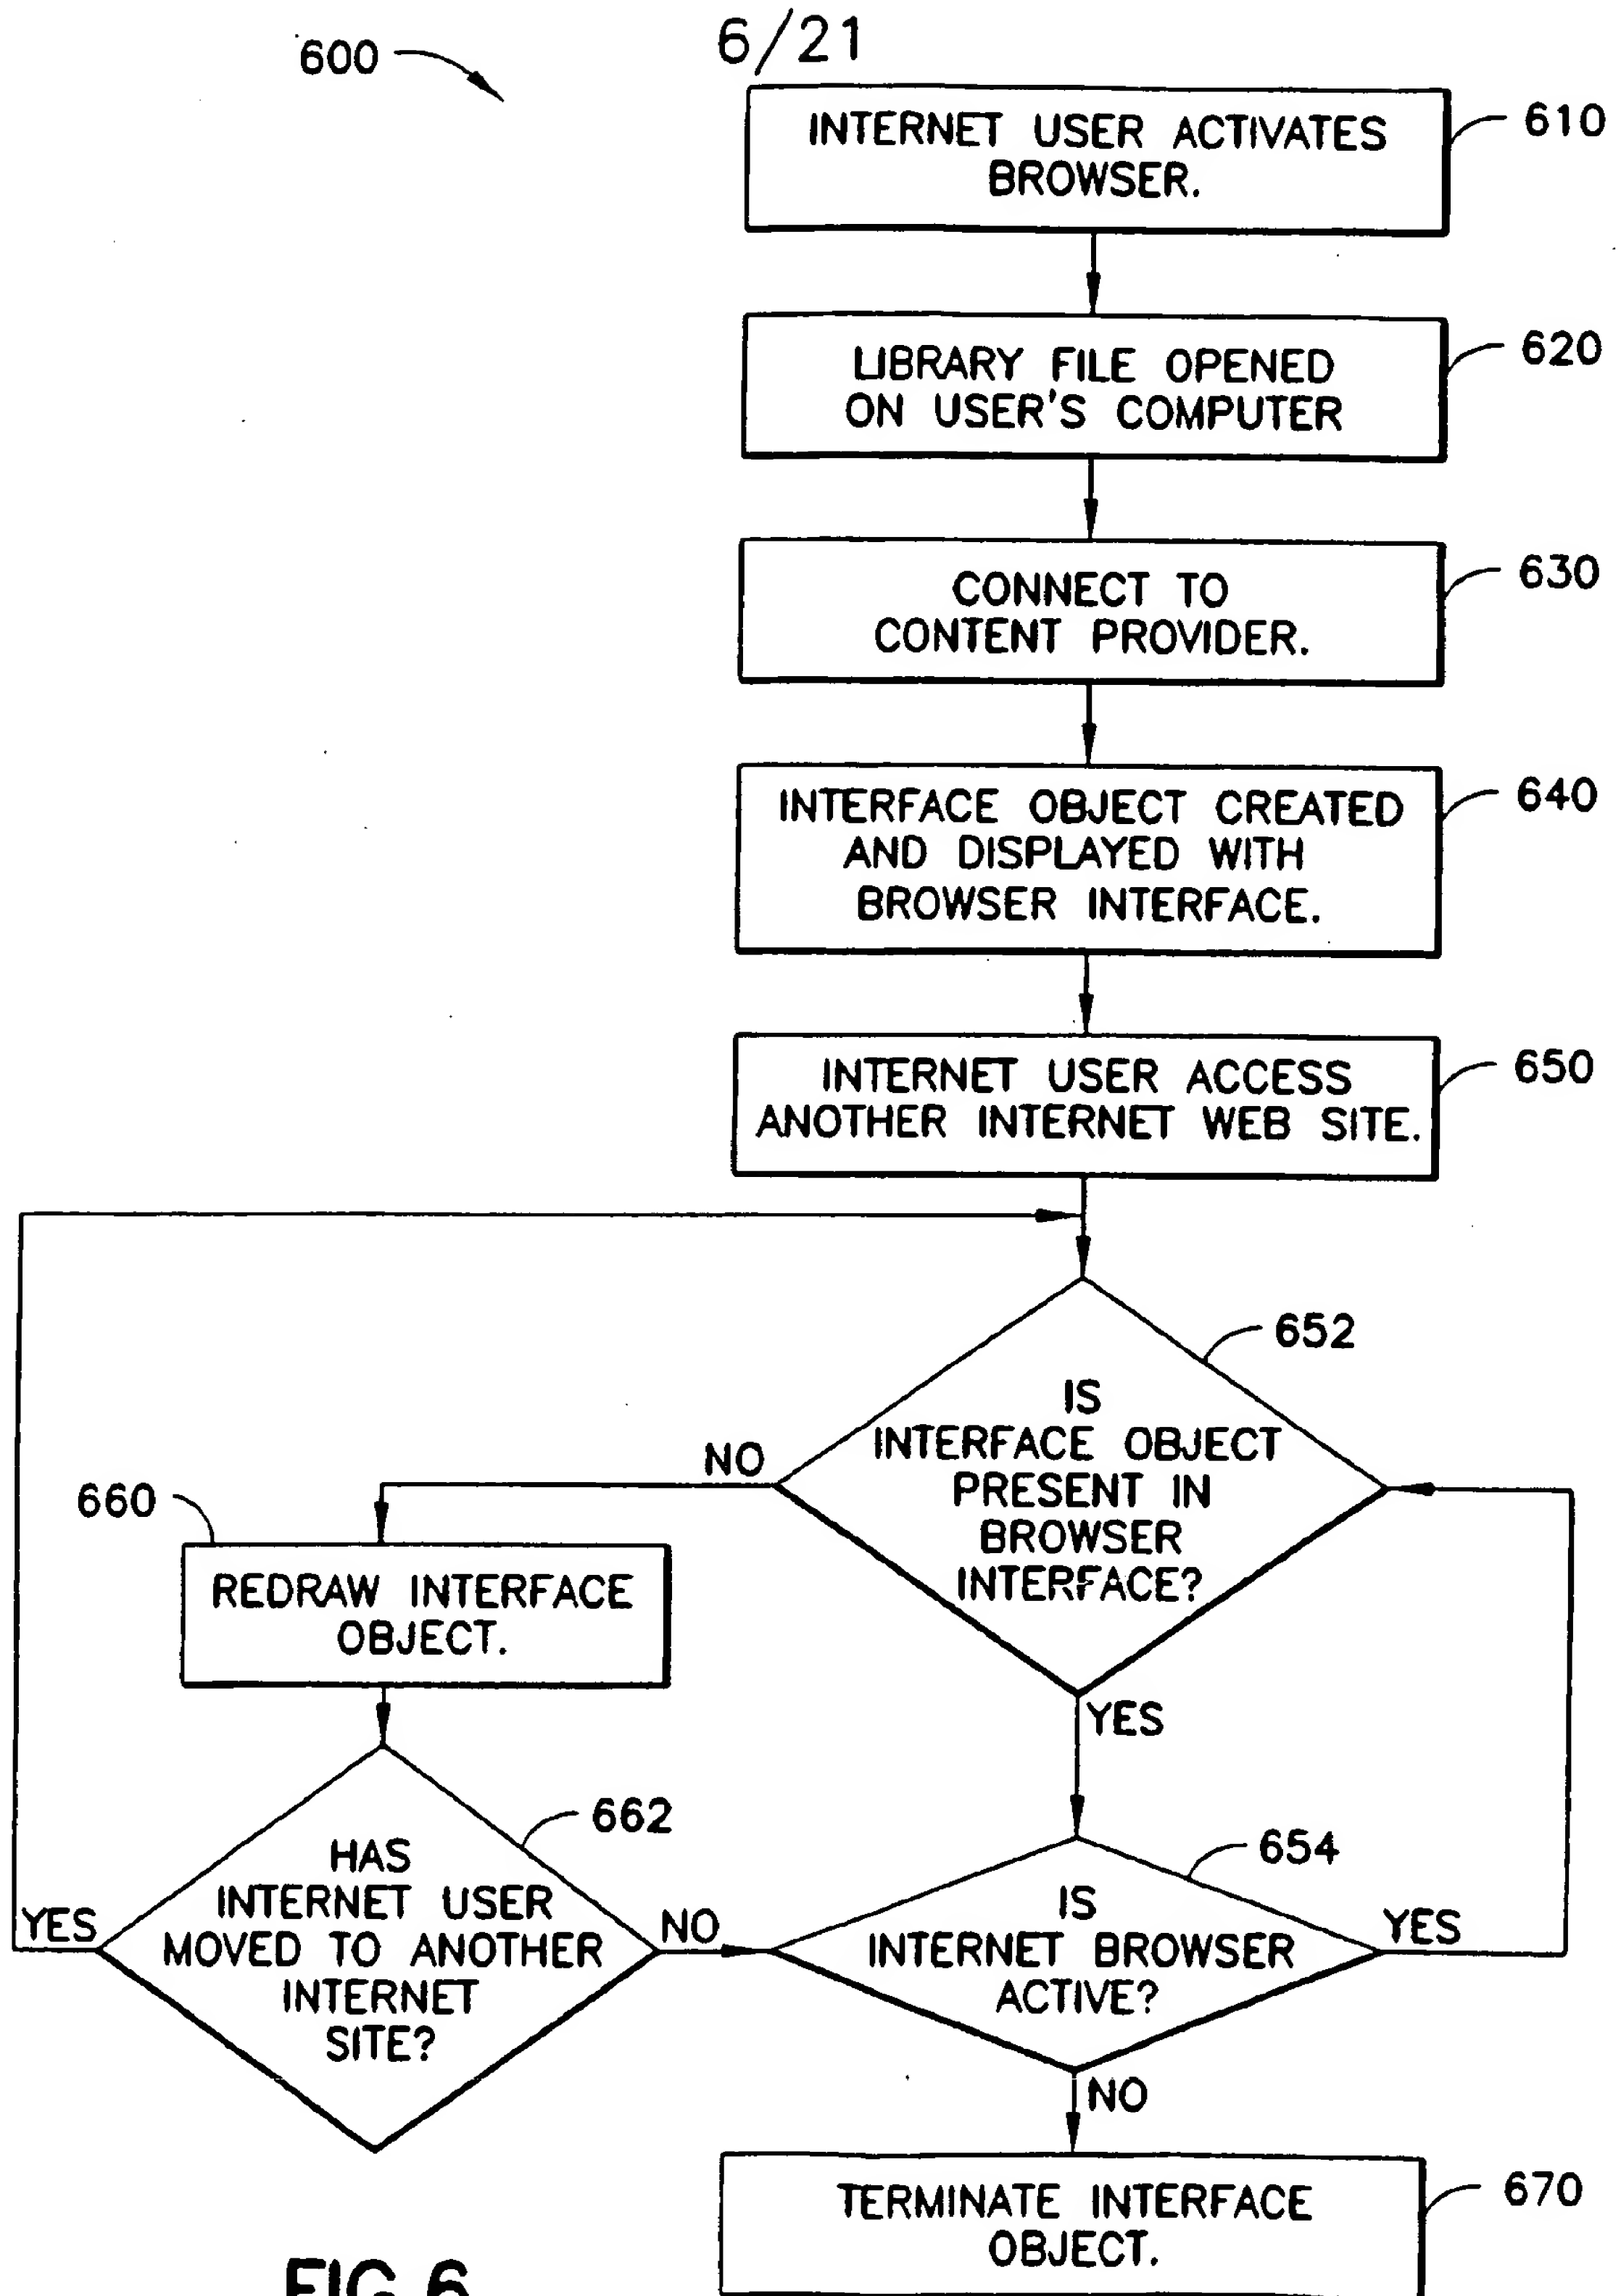 6/21
600
INTERNET USER ACTIVATES
BROWSER.
610
LIBRARY FILE OPENED
ON USER'S COMPUTER
620
CONNECT TO
CONTENT PROVIDER.
630
INTERFACE OBJECT CREATED
AND DISPLAYED WITH
BROWSER INTERFACE.
640
INTERNET USER ACCESS
ANOTHER INTERNET WEB SITE.
650
652
IS
INTERFACE OBJECT
PRESENT IN
BROWSER
INTERFACE?
NO
YES
660
REDRAW INTERFACE
OBJECT.
662
HAS
INTERNET USER
MOVED TO ANOTHER
INTERNET
SITE?
YES
NO
654
IS
INTERNET BROWSER
ACTIVE?
YES
NO
TERMINATE INTERFACE
OBJECT.
670
FIG. 6